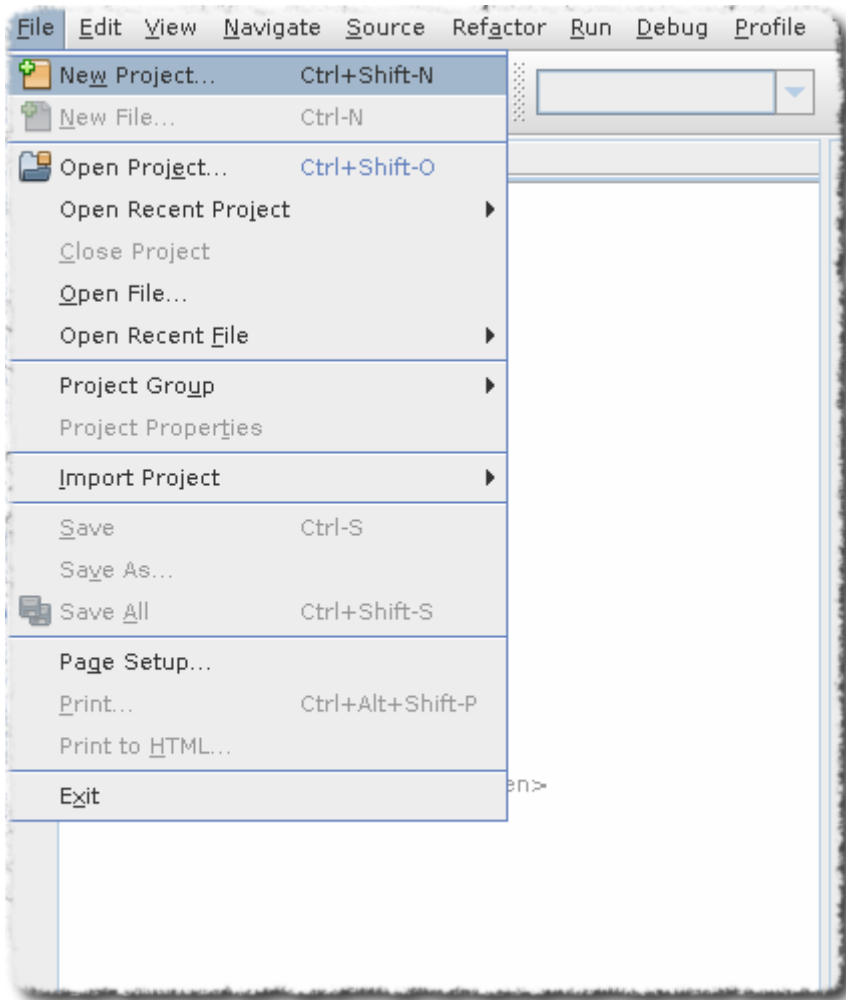 File Edit View Navigate Source Refactor Run Debug Profile
New Project... Ctrl+Shift-N
New File... Ctrl-N
Open Project... Ctrl+Shift-O
Open Recent Project
Close Project
Open File...
Open Recent File
Project Group
Project Properties
Import Project
Save Ctrl-S
Save As...
Save All Ctrl+Shift-S
Page Setup...
Print... Ctrl+Alt+Shift-P
Print to HTML...
en>
Exit